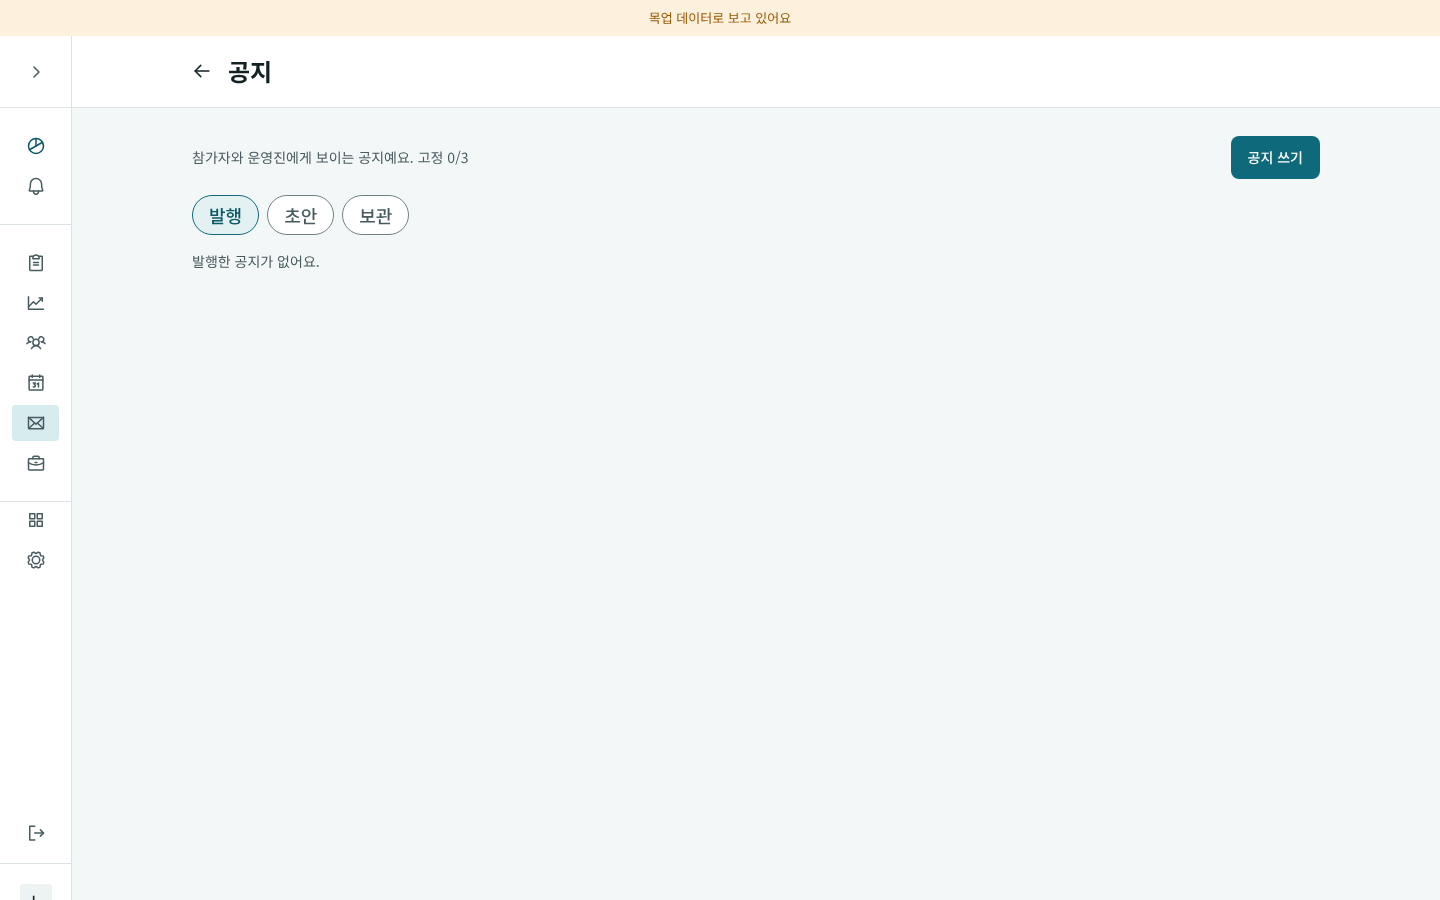 목업 데이터로 보고 있어요
공지
참가자와 운영진에게 보이는 공지예요. 고정 0/3
공지 쓰기
발행
초안
보관
발행한 공지가 없어요.
31